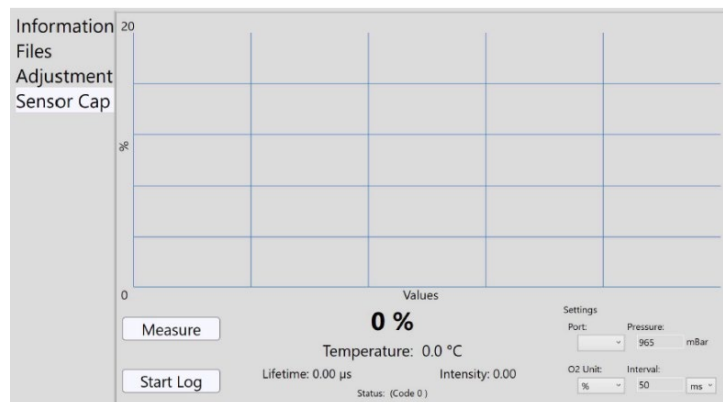 Information
Files
Adjustment
Sensor Cap
20
%
0
Values
Measure
Start Log
0 %
Temperature: 0.0 °C
Lifetime: 0.00 μs
Intensity: 0.00
Status: (Code 0 )
Settings
Port:
Pressure:
965
mBar
O2 Unit:
Interval:
%
50
ms